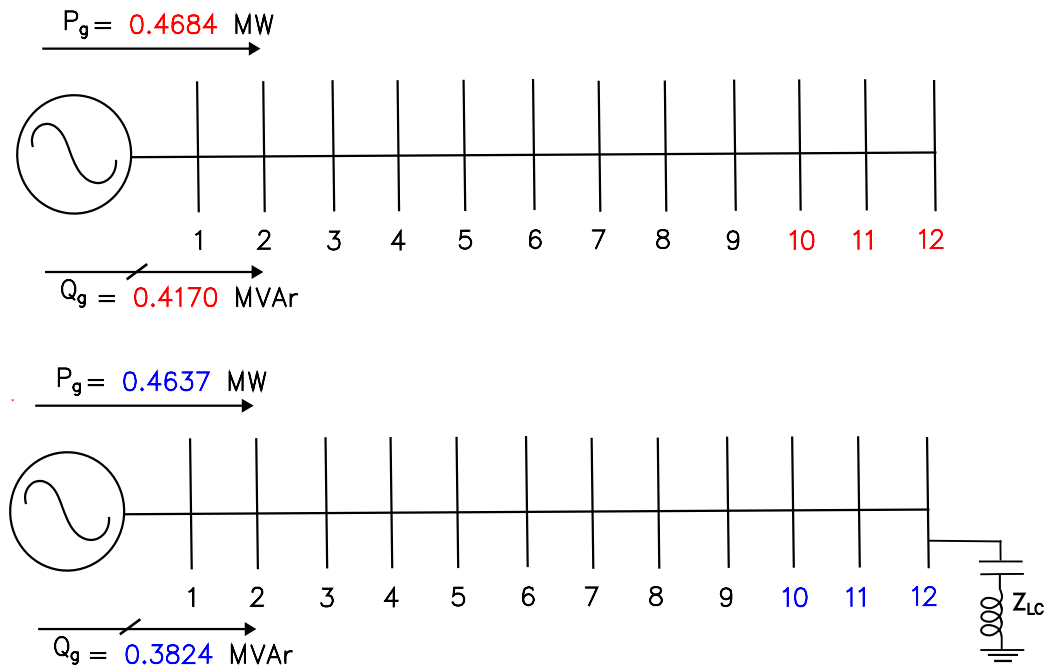 Pg = 0.4684 MW
1 2 3 4 5 6 7 8 9 10 11 12
Qg = 0.4170 MVAr
Pg = 0.4637 MW
1 2 3 4 5 6 7 8 9 10 11 12
ZLC
Qg = 0.3824 MVAr